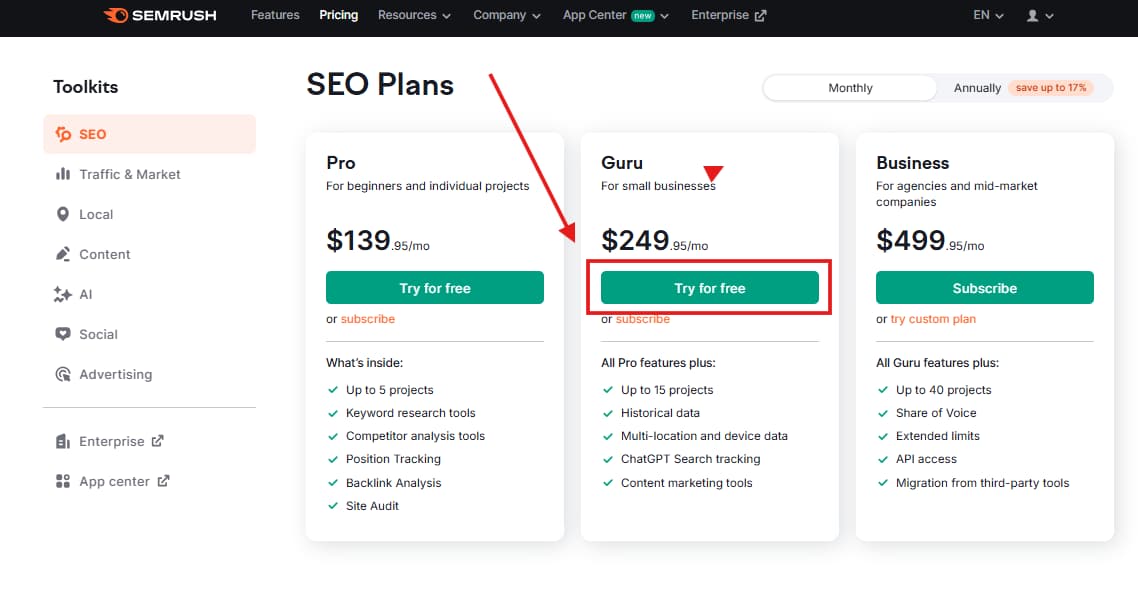 SEMRUSH
Features
Pricing
Resources
Company
App Center new
Enterprise
EN
Toolkits
SEO
Traffic & Market
Local
Content
AI
Social
Advertising
Enterprise
App center
SEO Plans
Monthly
Annually save up to 17%
Pro
For beginners and individual projects
$139.95/mo
Try for free
or subscribe
What's inside:
Up to 5 projects
Keyword research tools
Competitor analysis tools
Position Tracking
Backlink Analysis
Site Audit
Guru
For small businesses
$249.95/mo
Try for free
or subscribe
All Pro features plus:
Up to 15 projects
Historical data
Multi-location and device data
ChatGPT Search tracking
Content marketing tools
Business
For agencies and mid-market
companies
$499.95/mo
Subscribe
or try custom plan
All Guru features plus:
Up to 40 projects
Share of Voice
Extended limits
API access
Migration from third-party tools